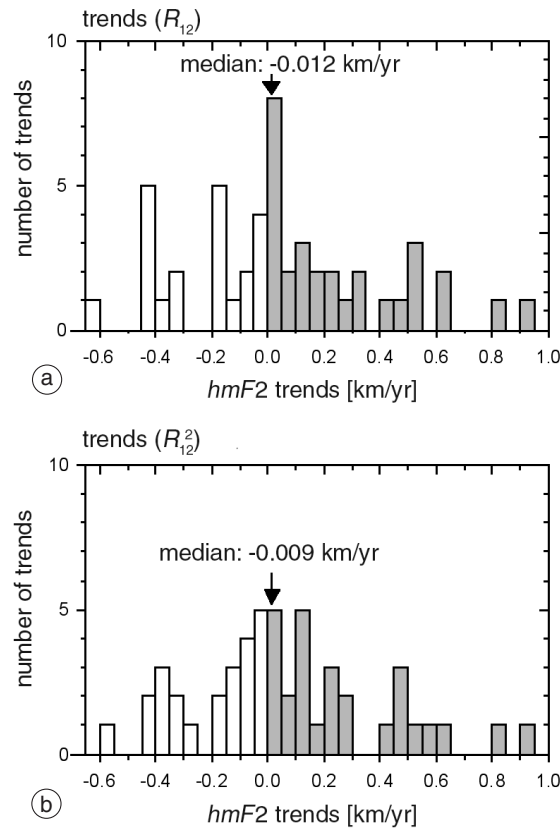 trends (R12)
median: -0.012 km/yr
number of trends
10
5
0
-0.6 -0.4 -0.2 0.0 0.2 0.4 0.6 0.8 1.0
hmF2 trends [km/yr]
a
trends (R12²)
median: -0.009 km/yr
number of trends
10
5
0
-0.6 -0.4 -0.2 0.0 0.2 0.4 0.6 0.8 1.0
hmF2 trends [km/yr]
b